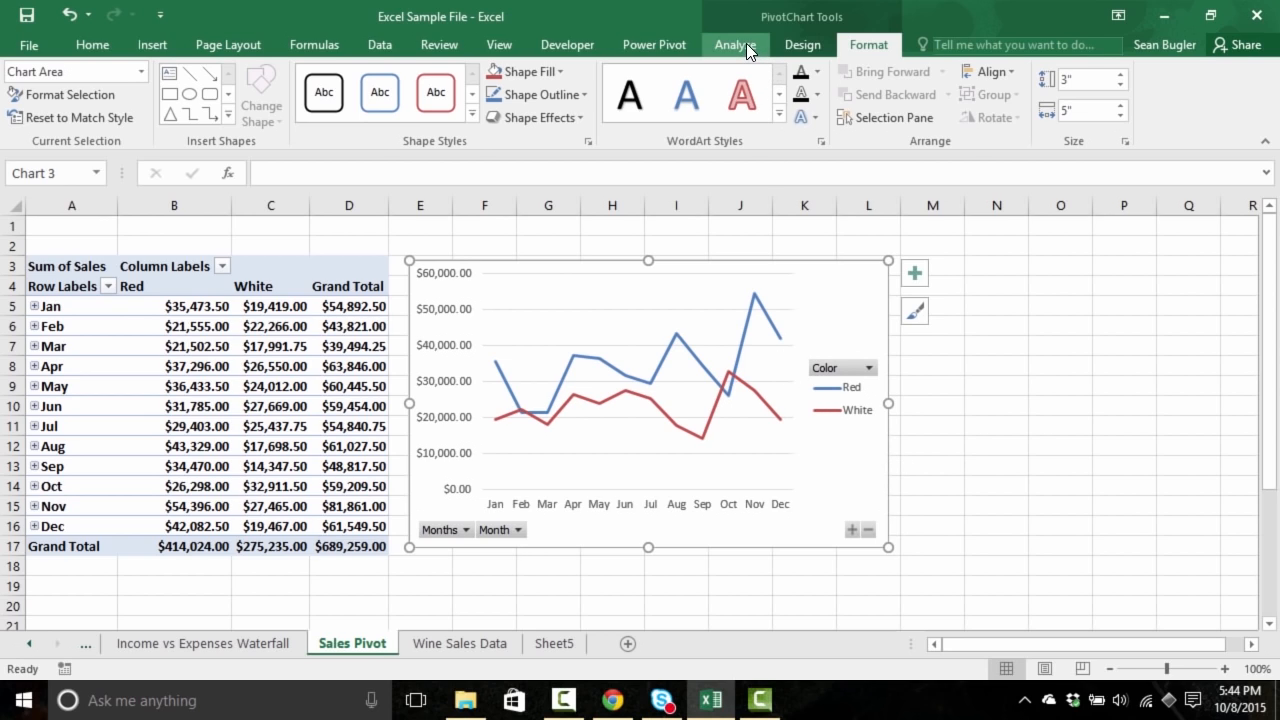 Excel Sample File - Excel
PivotChart Tools
File Home Insert Page Layout Formulas Data Review View Developer Power Pivot Analyze Design Format Tell me what you want to do... Sean Bugler Share
Chart Area
Format Selection
Reset to Match Style
Current Selection
Change
Shape
Insert Shapes
Abc Abc Abc
Shape Fill
Shape Outline
Shape Effects
Shape Styles
A A A
A
A
A
WordArt Styles
Bring Forward
Send Backward
Selection Pane
Align
Group
Rotate
Arrange
3"
5"
Size
Chart 3
fx
A B C D E F G H I J K L M N O P Q R
1
2
3 Sum of Sales Column Labels
4 Row Labels Red White Grand Total
5 Jan $35,473.50 $19,419.00 $54,892.50
6 Feb $21,555.00 $22,266.00 $43,821.00
7 Mar $21,502.50 $17,991.75 $39,494.25
8 Apr $37,296.00 $26,550.00 $63,846.00
9 May $36,433.50 $24,012.00 $60,445.50
10 Jun $31,785.00 $27,669.00 $59,454.00
11 Jul $29,403.00 $25,437.75 $54,840.75
12 Aug $43,329.00 $17,698.50 $61,027.50
13 Sep $34,470.00 $14,347.50 $48,817.50
14 Oct $26,298.00 $32,911.50 $59,209.50
15 Nov $54,396.00 $27,465.00 $81,861.00
16 Dec $42,082.50 $19,467.00 $61,549.50
17 Grand Total $414,024.00 $275,235.00 $689,259.00
18
19
20
21
$60,000.00
$50,000.00
$40,000.00
$30,000.00
$20,000.00
$10,000.00
$0.00
Jan Feb Mar Apr May Jun Jul Aug Sep Oct Nov Dec
Color
Red
White
Months Month
... Income vs Expenses Waterfall Sales Pivot Wine Sales Data Sheet5
Ready
100%
Ask me anything
5:44 PM
10/8/2015